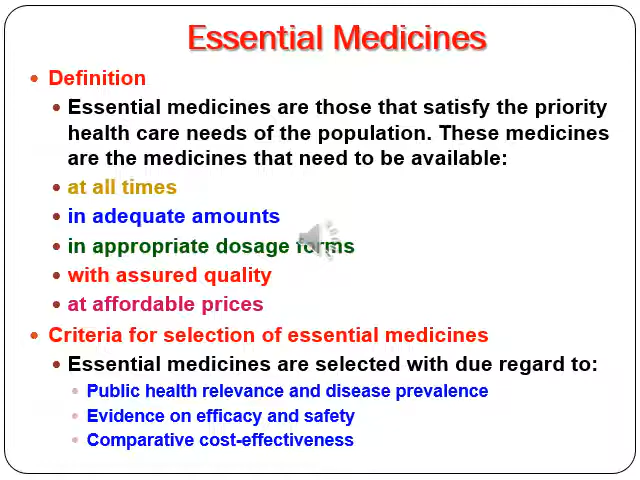 Essential Medicines
• Definition
• Essential medicines are those that satisfy the priority
health care needs of the population. These medicines
are the medicines that need to be available:
• at all times
• in adequate amounts
• in appropriate dosage forms
• with assured quality
• at affordable prices
• Criteria for selection of essential medicines
• Essential medicines are selected with due regard to:
• Public health relevance and disease prevalence
• Evidence on efficacy and safety
• Comparative cost-effectiveness